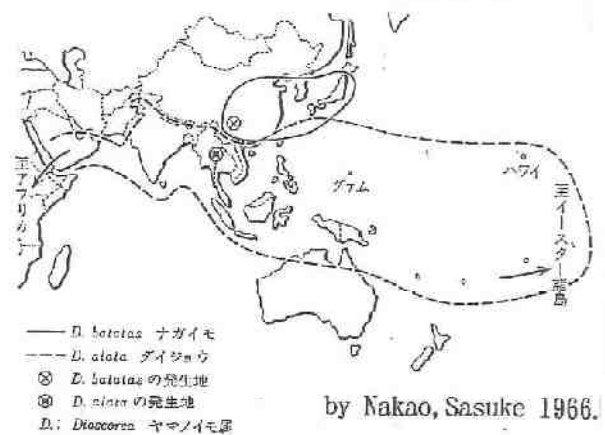 グァム
ハワイ
至アフリカ
至イースター諸島
D. batatas ナガイモ
D. alata ダイジョウ
D. batatas の発生地
D. alata の発生地
D.: Dioscorea ヤマノイモ属
by Nakao, Sasuke 1966.